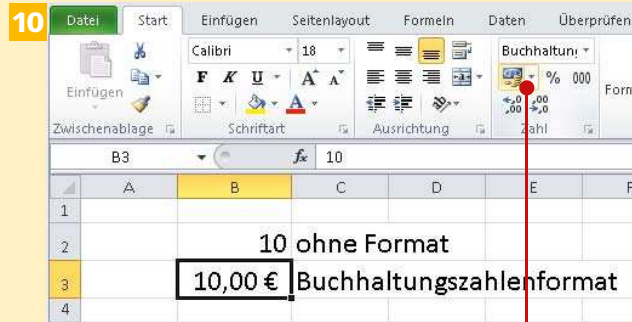 10
Datei Start Einfügen Seitenlayout Formeln Daten Überprüfen
Calibri 18 Buchhaltun
F K U A A % 000
Einfügen
Zwischenablage Schriftart Ausrichtung Zahl
B3 fx 10
A B C D E
1
2 10 ohne Format
3 10,00 € Buchhaltungszahlenformat
4